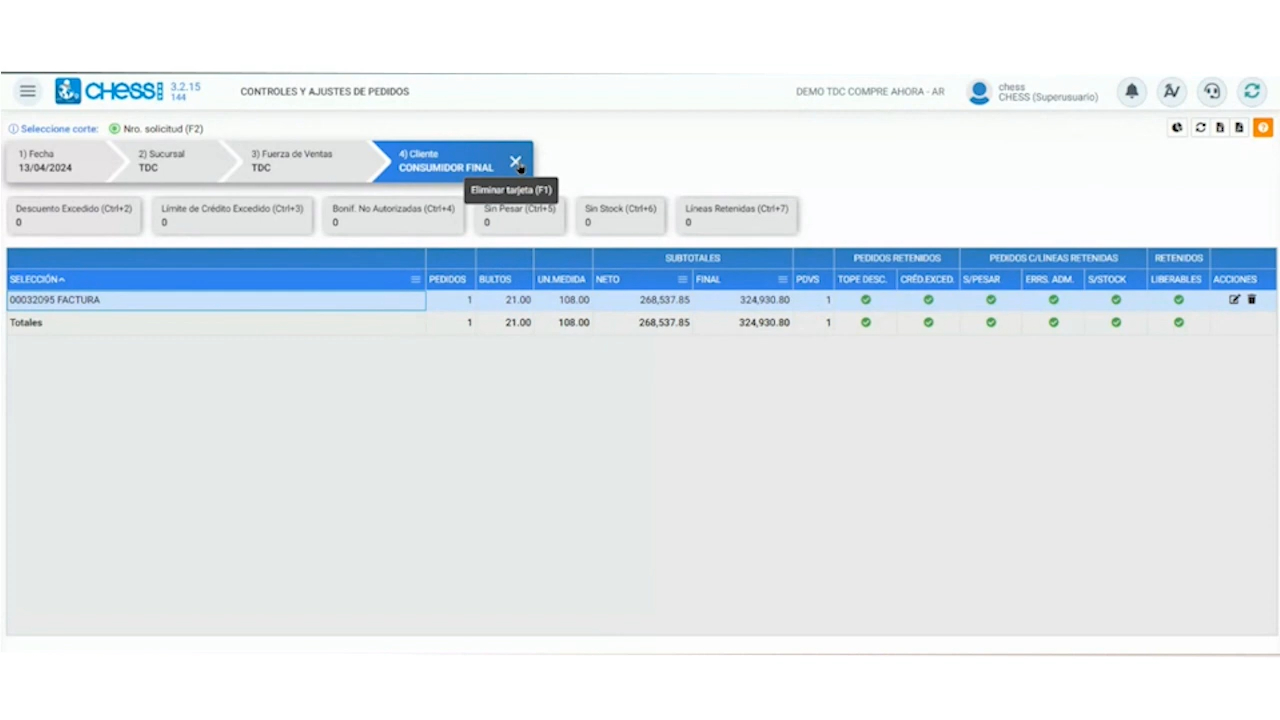 CHESS 3.2.15 144 CONTROLES Y AJUSTES DE PEDIDOS DEMO TDC COMPRE AHORA - AR chess
CHESS (Superusuario)
Seleccione corte: Nro. solicitud (F2)
1) Fecha 2) Sucursal 3) Fuerza de Ventas 4) Cliente
13/04/2024 TDC TDC CONSUMIDOR FINAL
Eliminar tarjeta (F1)
Descuento Excedido (Ctrl+2) Límite de Crédito Excedido (Ctrl+3) Bonif. No Autorizadas (Ctrl+4) Sin Pesar (Ctrl+5) Sin Stock (Ctrl+6) Líneas Retenidas (Ctrl+7)
0 0 0 0 0 0
SUBTOTALES PEDIDOS RETENIDOS PEDIDOS C/LINEAS RETENIDAS RETENIDOS
SELECCIÓN PEDIDOS BULTOS UN.MEDIDA NETO FINAL PDVS TOPE DESC. CRÉD.EXCED. S/PESAR ERRS. ADM. S/STOCK LIBERABLES ACCIONES
00032095 FACTURA 1 21.00 108.00 268,537.85 324,930.80 1
Totales 1 21.00 108.00 268,537.85 324,930.80 1